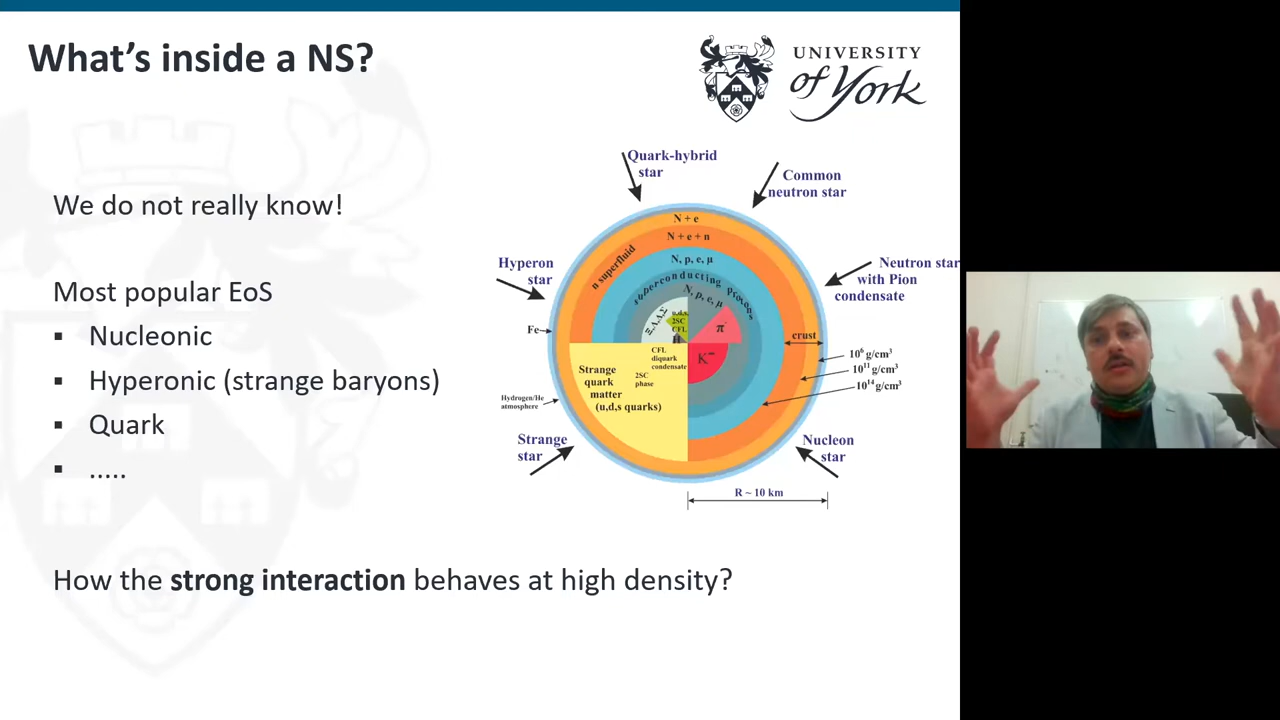 What's inside a NS?
UNIVERSITY
of York
We do not really know!
Most popular EoS
▪ Nucleonic
▪ Hyperonic (strange baryons)
▪ Quark
▪ .....
How the strong interaction behaves at high density?
Quark-hybrid
star
Common
neutron star
Hyperon
star
Neutron star
with Pion
condensate
N + e
N + e + n
n superfluid
N, p, e, μ
superconducting protons
N, p, e, μ
u,d,s
2SC
CFL
π
K⁻
Fe
crust
10⁶ g/cm³
10¹¹ g/cm³
10¹⁴ g/cm³
CFL
diquark
condensate
2SC
phase
Strange
quark
matter
(u,d,s quarks)
Hydrogen/He
atmosphere
Strange
star
Nucleon
star
R ~ 10 km